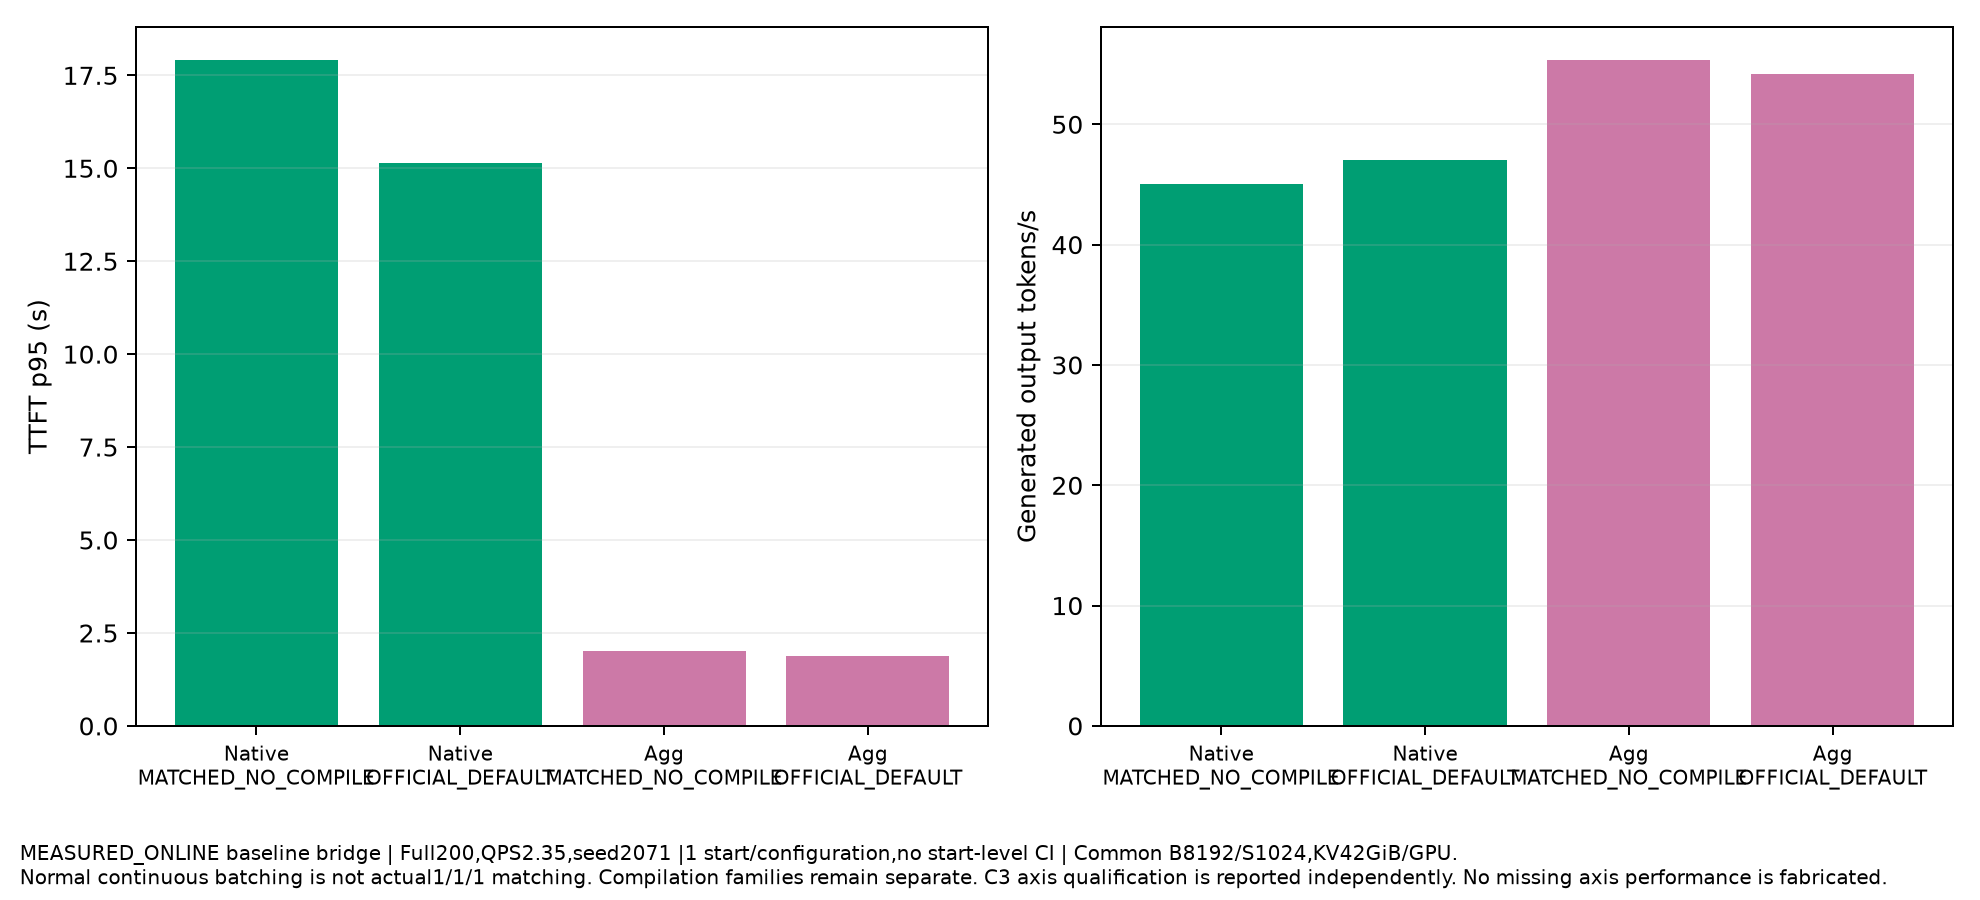 TTFT p95 (s)
17.5
15.0
12.5
10.0
7.5
5.0
2.5
0.0
Native
MATCHED_NO_COMPILE
Native
OFFICIAL_DEFAULT
Agg
MATCHED_NO_COMPILE
Agg
OFFICIAL_DEFAULT
Generated output tokens/s
50
40
30
20
10
0
Native
MATCHED_NO_COMPILE
Native
OFFICIAL_DEFAULT
Agg
MATCHED_NO_COMPILE
Agg
OFFICIAL_DEFAULT
MEASURED_ONLINE baseline bridge | Full200,QPS2.35,seed2071 |1 start/configuration,no start-level CI | Common B8192/S1024,KV42GiB/GPU.
Normal continuous batching is not actual1/1/1 matching. Compilation families remain separate. C3 axis qualification is reported independently. No missing axis performance is fabricated.